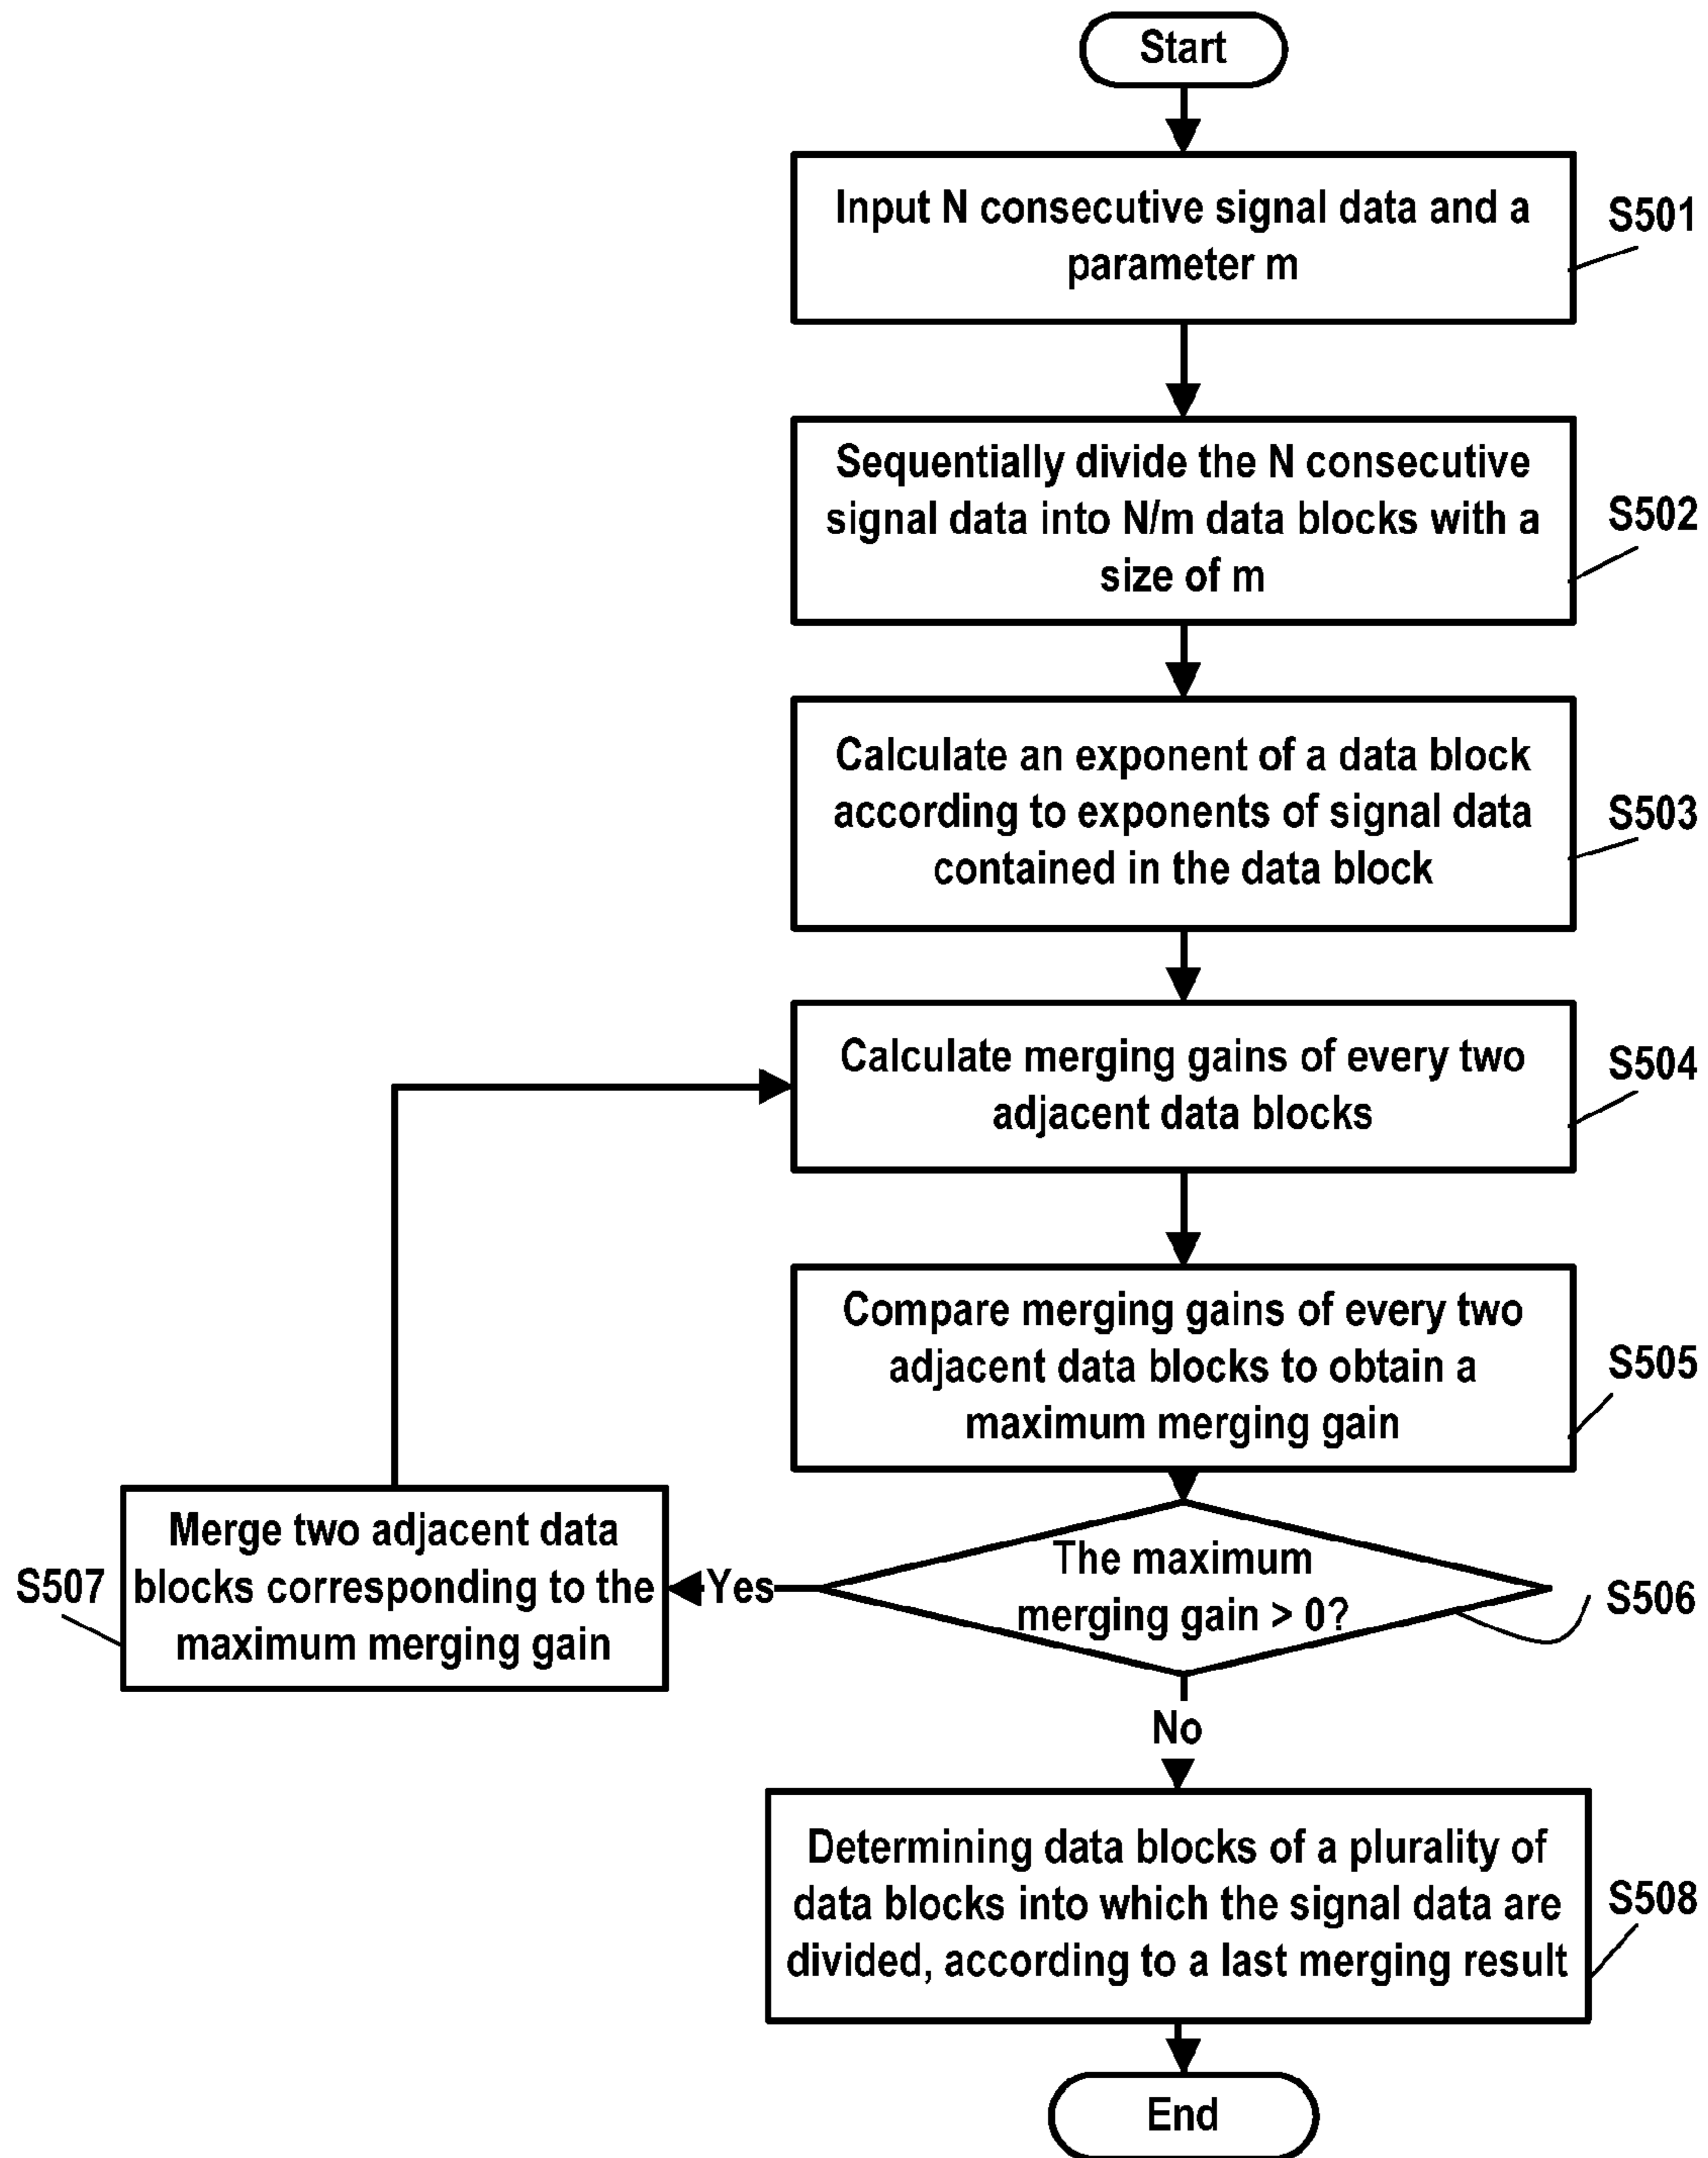 Start
Input N consecutive signal data and a
parameter m
S501
Sequentially divide the N consecutive
signal data into N/m data blocks with a
size of m
S502
Calculate an exponent of a data block
according to exponents of signal data
contained in the data block
S503
Calculate merging gains of every two
adjacent data blocks
S504
Compare merging gains of every two
adjacent data blocks to obtain a
maximum merging gain
S505
The maximum
merging gain > 0?
S506
Yes
Merge two adjacent data
blocks corresponding to the
maximum merging gain
S507
No
Determining data blocks of a plurality of
data blocks into which the signal data are
divided, according to a last merging result
S508
End